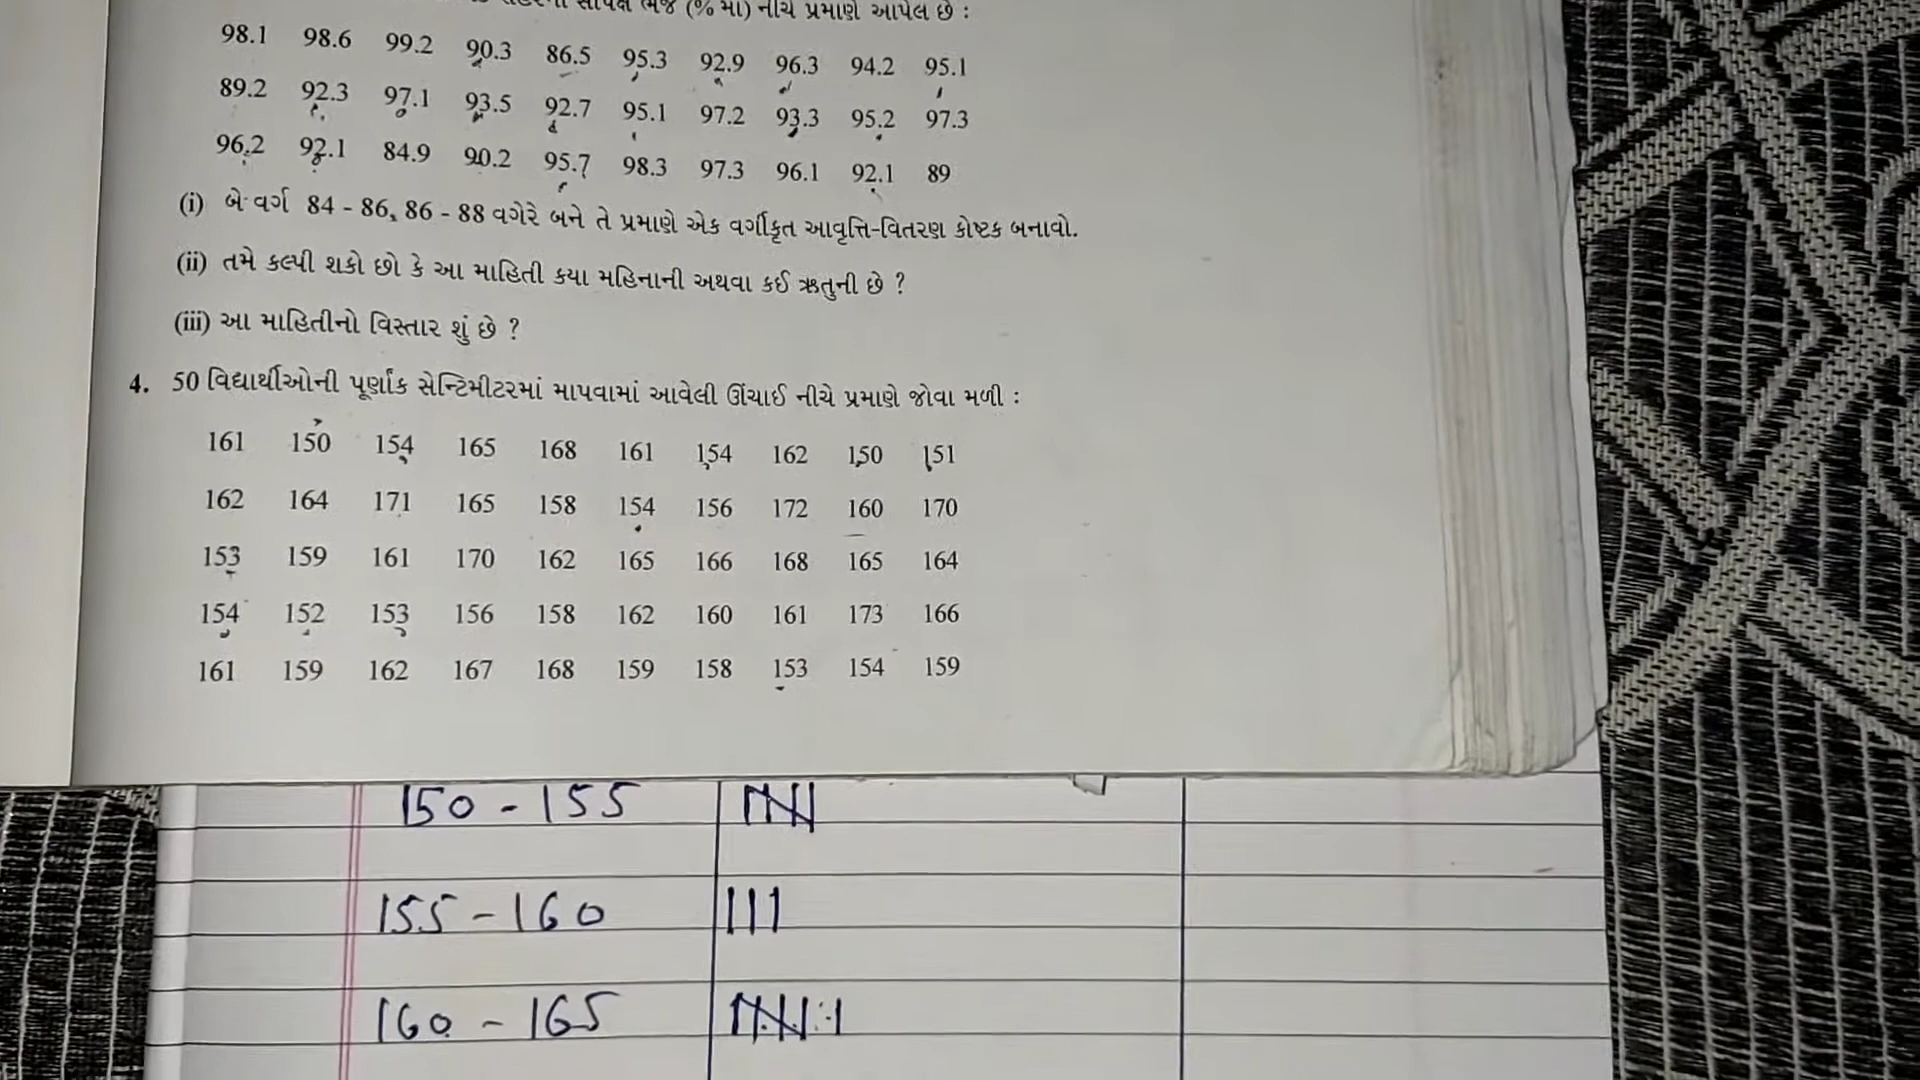 (% માં) નીચે પ્રમાણે આપેલ છે :
98.1 98.6 99.2 90.3 86.5 95.3 92.9 96.3 94.2 95.1
89.2 92.3 97.1 93.5 92.7 95.1 97.2 93.3 95.2 97.3
96.2 92.1 84.9 90.2 95.7 98.3 97.3 96.1 92.1 89
(i) બે વર્ગ 84 - 86, 86 - 88 વગેરે બને તે પ્રમાણે એક વર્ગીકૃત આવૃત્તિ-વિતરણ કોષ્ટક બનાવો.
(ii) તમે કલ્પી શકો છો કે આ માહિતી કયા મહિનાની અથવા કઈ ઋતુની છે ?
(iii) આ માહિતીનો વિસ્તાર શું છે ?
4. 50 વિદ્યાર્થીઓની પૂર્ણાંક સેન્ટિમીટરમાં માપવામાં આવેલી ઊંચાઈ નીચે પ્રમાણે જોવા મળી :
161 150 154 165 168 161 154 162 150 151
162 164 171 165 158 154 156 172 160 170
153 159 161 170 162 165 166 168 165 164
154 152 153 156 158 162 160 161 173 166
161 159 162 167 168 159 158 153 154 159
150 - 155
155 - 160 |||
160 - 165